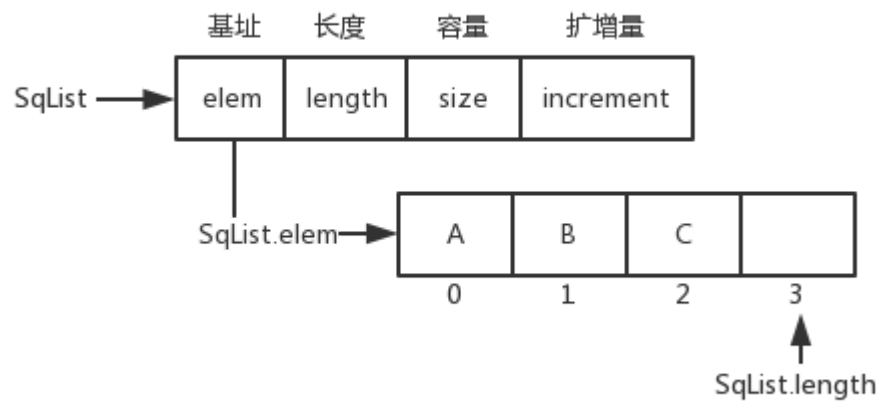 基址 长度 容量 扩增量
SqList elem length size increment
SqList.elem A B C
0 1 2 3
SqList.length